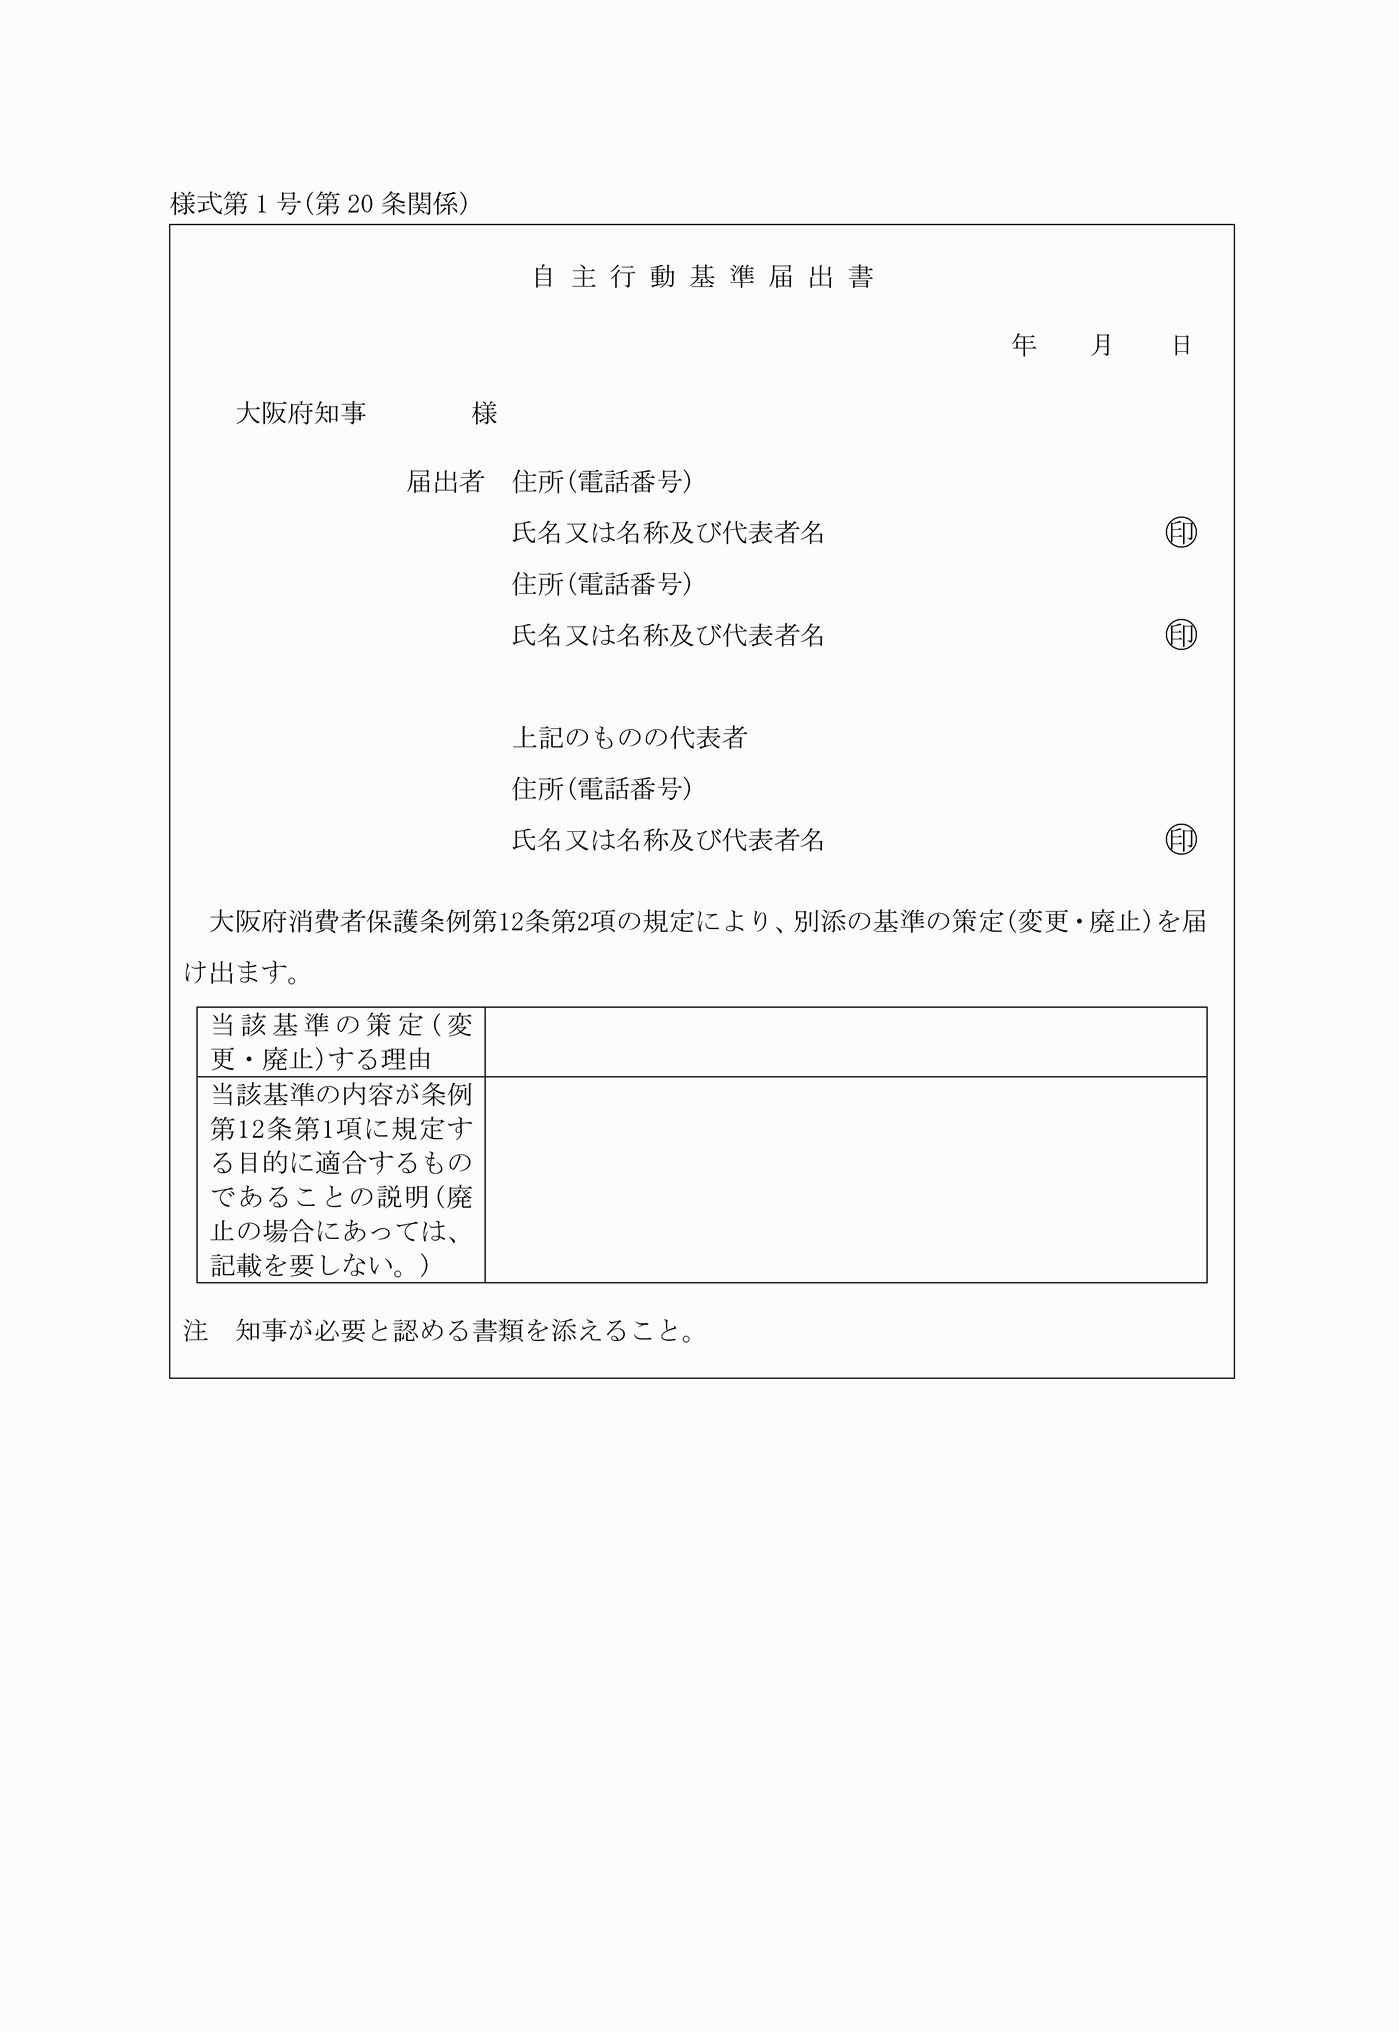 様式第1号(第20条関係)
自主行動基準届出書
年　　月　　日
大阪府知事　　　　様
届出者　住所(電話番号)
氏名又は名称及び代表者名　㊞
住所(電話番号)
氏名又は名称及び代表者名　㊞
上記のものの代表者
住所(電話番号)
氏名又は名称及び代表者名　㊞
大阪府消費者保護条例第12条第2項の規定により、別添の基準の策定(変更・廃止)を届
け出ます。
当該基準の策定(変
更・廃止)する理由
当該基準の内容が条例
第12条第1項に規定す
る目的に適合するもの
であることの説明(廃
止の場合にあっては、
記載を要しない。)
注　知事が必要と認める書類を添えること。